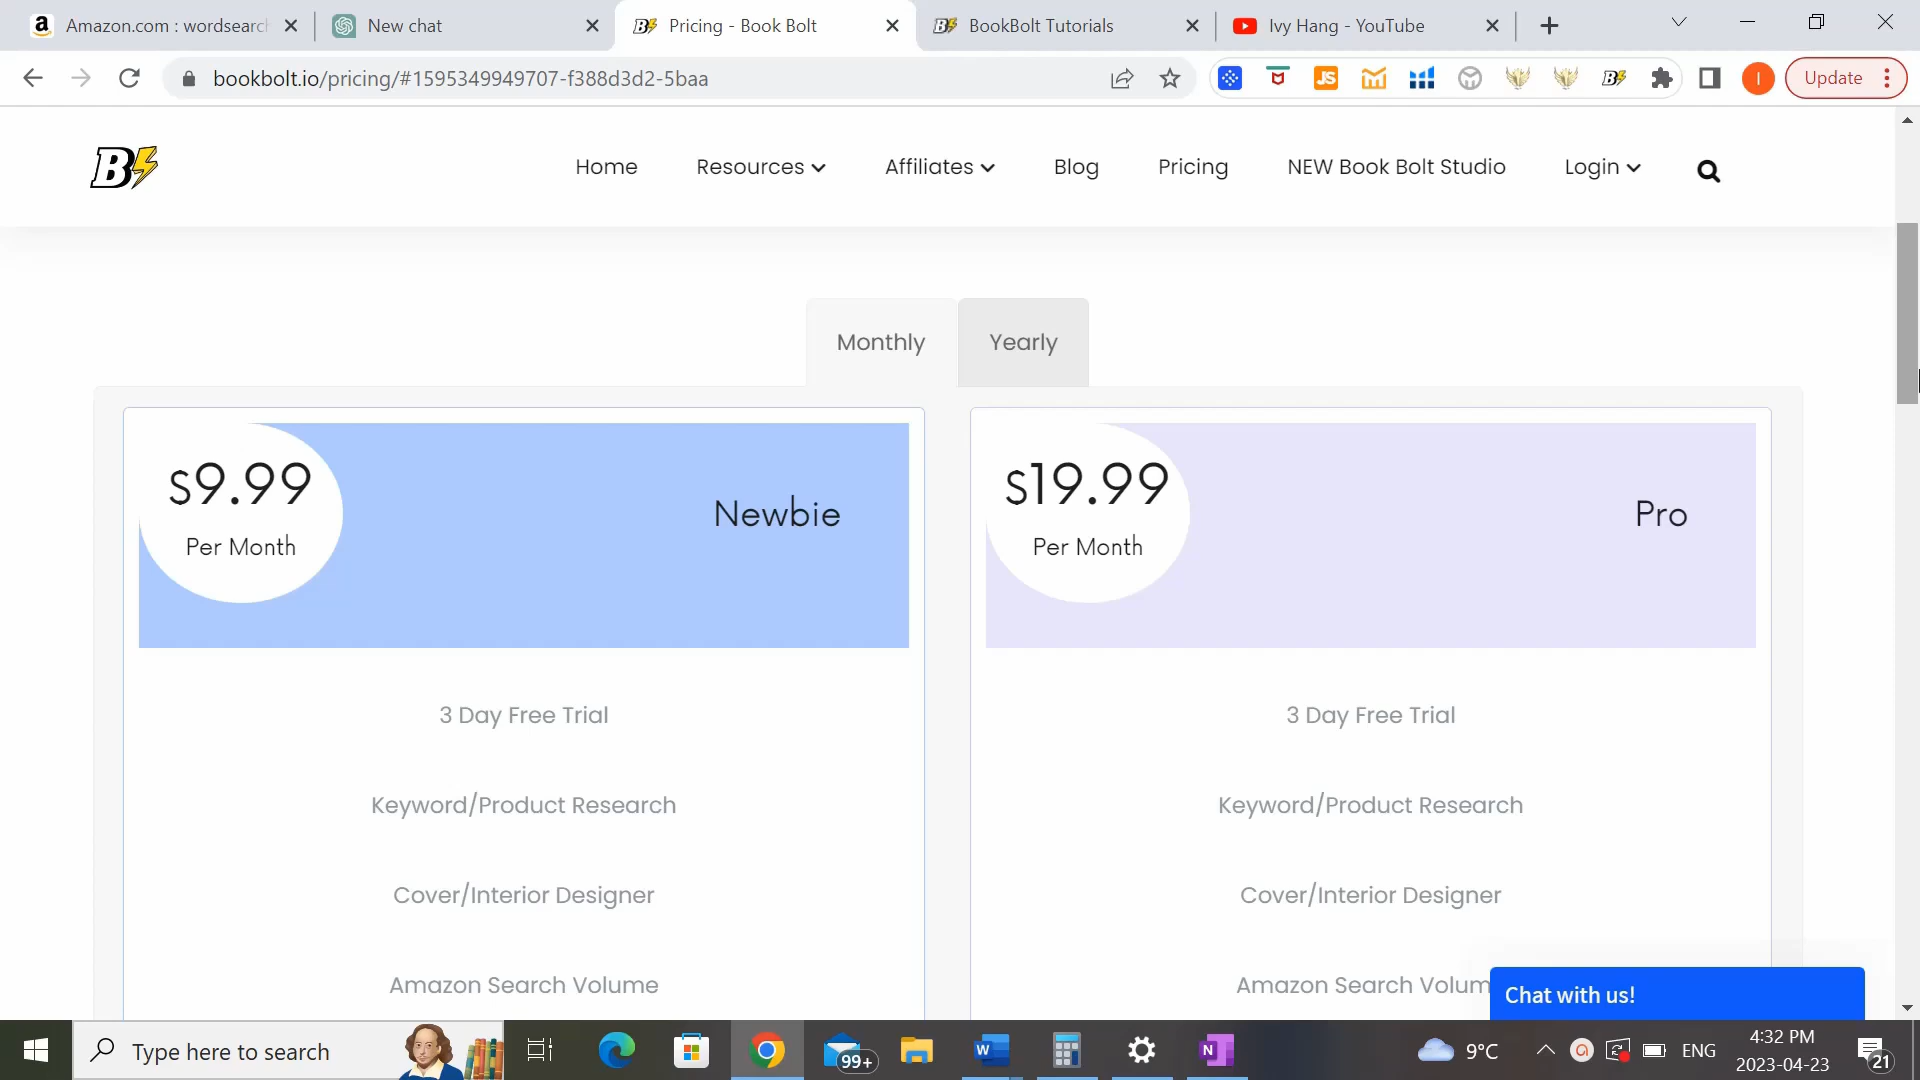 Amazon.com : wordsearch
New chat
Pricing - Book Bolt
BookBolt Tutorials
Ivy Hang - YouTube
bookbolt.io/pricing/#1595349949707-f388d3d2-5baa
JS
I
Update
B
Home
Resources
Affiliates
Blog
Pricing
NEW Book Bolt Studio
Login
Monthly
Yearly
$9.99
Per Month
Newbie
$19.99
Per Month
Pro
3 Day Free Trial
3 Day Free Trial
Keyword/Product Research
Keyword/Product Research
Cover/Interior Designer
Cover/Interior Designer
Amazon Search Volume
Amazon Search Volum
Chat with us!
Type here to search
99+
W
N
9°C
ENG
4:32 PM
2023-04-23
21